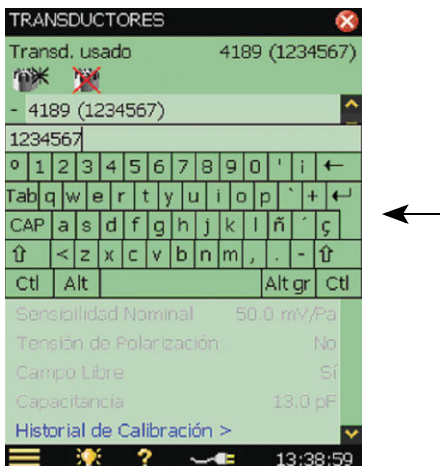 TRANSDUCTORES
Transd. usado 4189 (1234567)
- 4189 (1234567)
1234567
º 1 2 3 4 5 6 7 8 9 0 ' ¡ ←
Tab q w e r t y u i o p ` + ↵
CAP a s d f g h j k l ñ ´ ç
⇧ < z x c v b n m , . - ⇧
Ctl Alt Alt gr Ctl
Sensibilidad Nominal 50.0 mV/Pa
Tensión de Polarización No
Campo Libre Sí
Capacitancia 13.0 pF
Historial de Calibración >
? 13:38:59